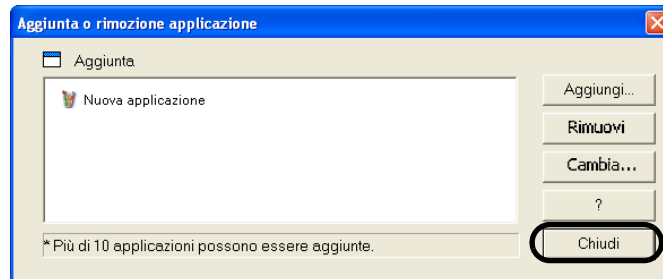 Aggiunta o rimozione applicazione
Aggiunta
Nuova applicazione
Aggiungi...
Rimuovi
Cambia...
?
Chiudi
* Più di 10 applicazioni possono essere aggiunte.